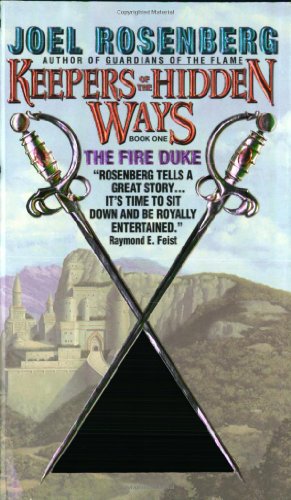 JOEL ROSENBERG
AUTHOR OF GUARDIANS OF THE FLAME
KEEPERS OF THE HIDDEN
WAYS
BOOK ONE
THE FIRE DUKE
"ROSENBERG TELLS A
GREAT STORY...
IT'S TIME TO SIT
DOWN AND BE ROYALLY
ENTERTAINED."
Raymond E. Feist